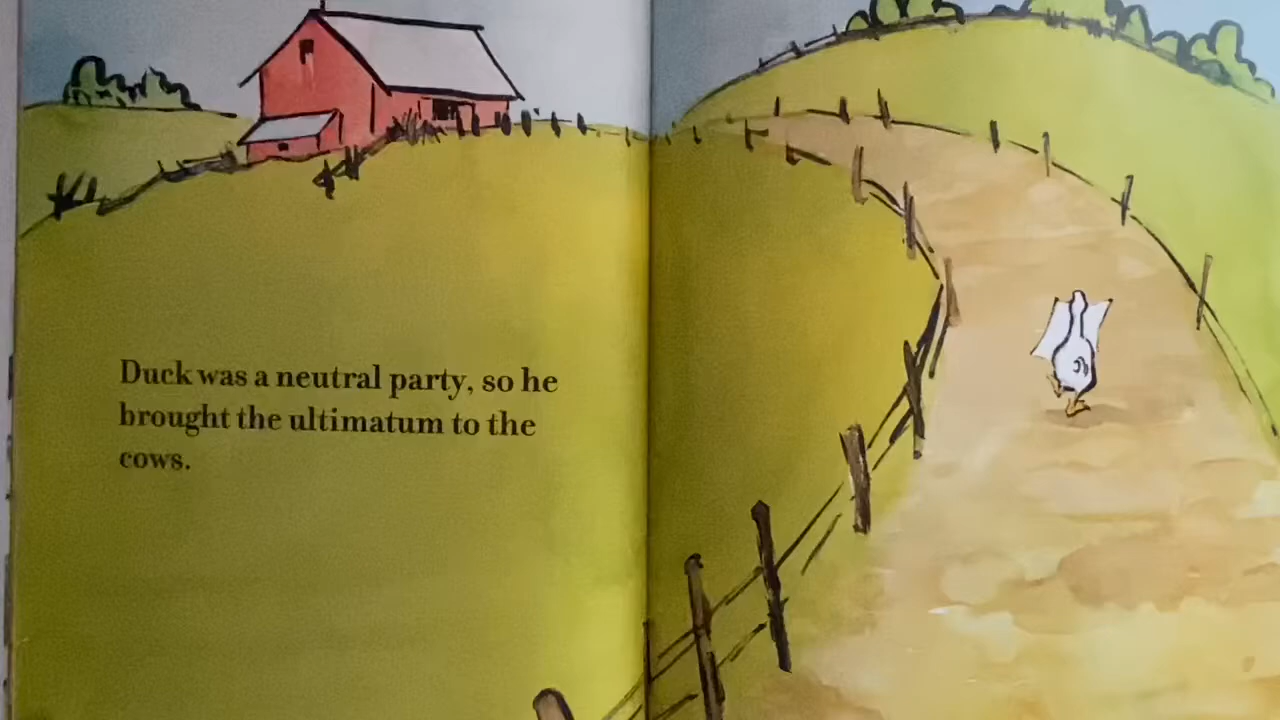 Duck was a neutral party, so he
brought the ultimatum to the
cows.